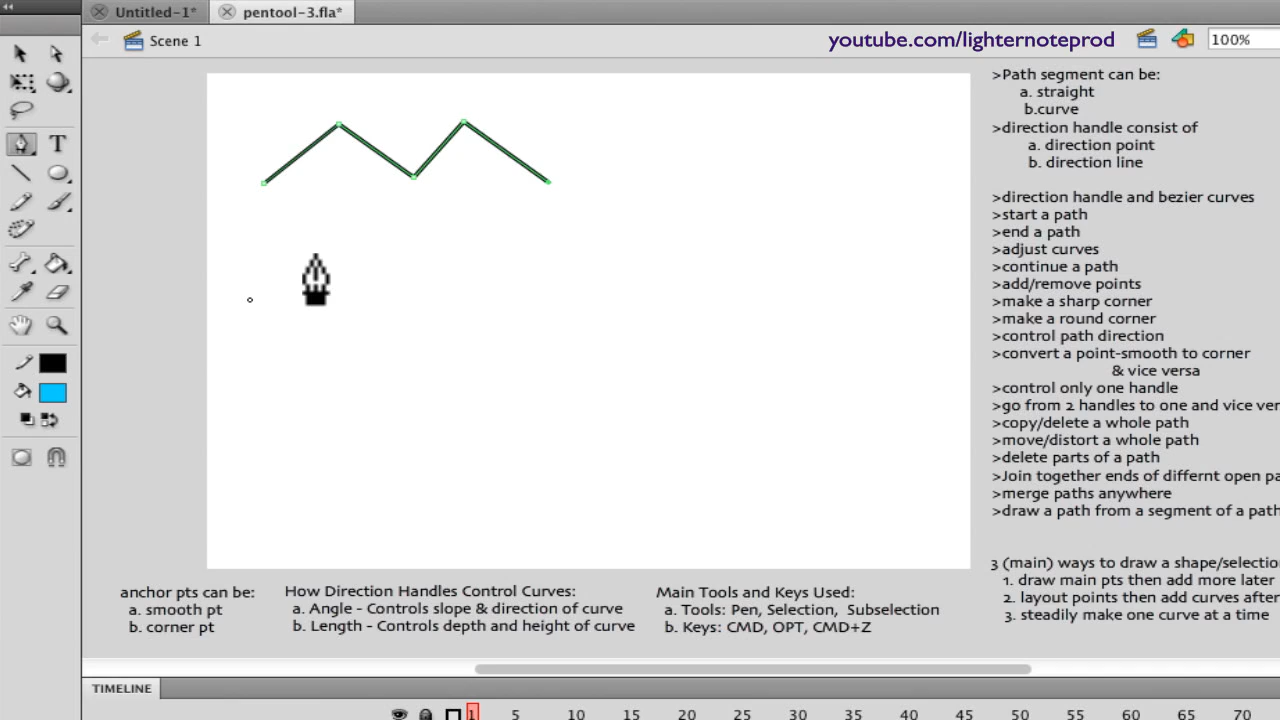 Untitled-1*
pentool-3.fla*
Scene 1
youtube.com/lighternoteprod
100%
T
>Path segment can be:
a. straight
b.curve
>direction handle consist of
a. direction point
b. direction line
>direction handle and bezier curves
>start a path
>end a path
>adjust curves
>continue a path
>add/remove points
>make a sharp corner
>make a round corner
>control path direction
>convert a point-smooth to corner
& vice versa
>control only one handle
>go from 2 handles to one and vice ver
>copy/delete a whole path
>move/distort a whole path
>delete parts of a path
>Join together ends of differnt open pa
>merge paths anywhere
>draw a path from a segment of a path
3 (main) ways to draw a shape/selectio
1. draw main pts then add more later
2. layout points then add curves after
3. steadily make one curve at a time
anchor pts can be:
a. smooth pt
b. corner pt
How Direction Handles Control Curves:
a. Angle - Controls slope & direction of curve
b. Length - Controls depth and height of curve
Main Tools and Keys Used:
a. Tools: Pen, Selection, Subselection
b. Keys: CMD, OPT, CMD+Z
TIMELINE
1 5 10 15 20 25 30 35 40 45 50 55 60 65 70